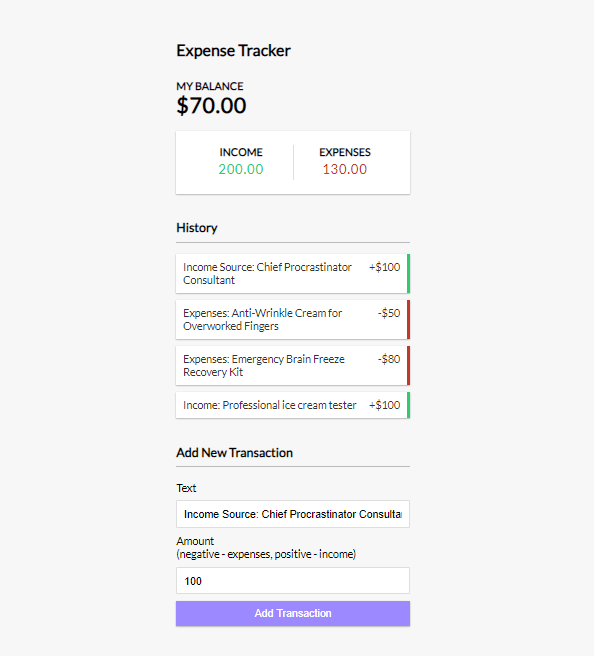 Expense Tracker
MY BALANCE
$70.00
INCOME EXPENSES
200.00 130.00
History
Income Source: Chief Procrastinator +$100
Consultant
Expenses: Anti-Wrinkle Cream for -$50
Overworked Fingers
Expenses: Emergency Brain Freeze -$80
Recovery Kit
Income: Professional ice cream tester +$100
Add New Transaction
Text
Income Source: Chief Procrastinator Consulta
Amount
(negative - expenses, positive - income)
100
Add Transaction